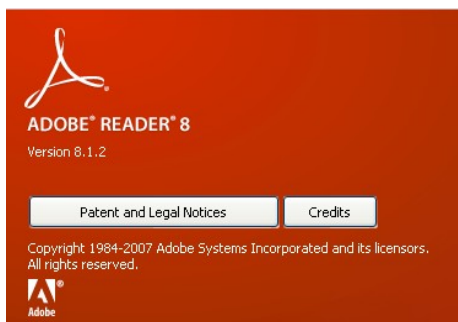 ADOBE® READER® 8
Version 8.1.2
Patent and Legal Notices
Credits
Copyright 1984-2007 Adobe Systems Incorporated and its licensors.
All rights reserved.
®
Adobe